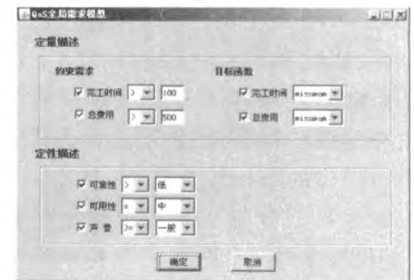 QoS全局需求模型
定量描述
约束需求 目标函数
完工时间 > 100 完工时间 minimum
总费用 > 500 总费用 minimum
定性描述
可靠性 > 低
可用性 = 中
声誉 >= 一般
确定 取消